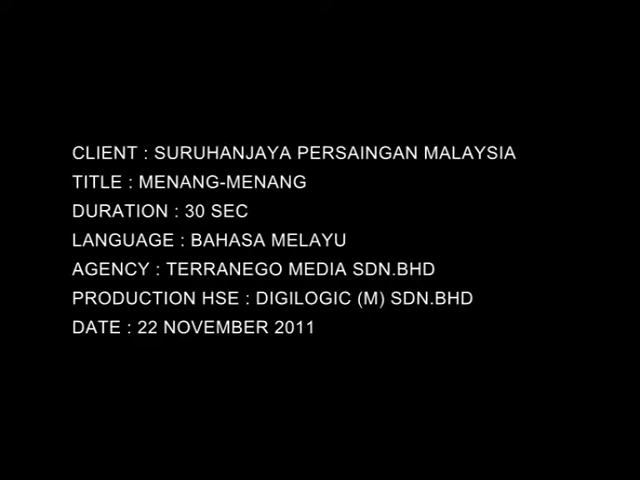 CLIENT : SURUHANJAYA PERSAINGAN MALAYSIA
TITLE : MENANG-MENANG
DURATION : 30 SEC
LANGUAGE : BAHASA MELAYU
AGENCY : TERRANEGO MEDIA SDN.BHD
PRODUCTION HSE : DIGILOGIC (M) SDN.BHD
DATE : 22 NOVEMBER 2011